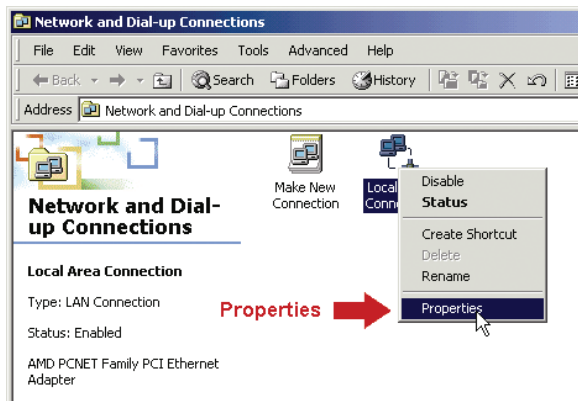 Network and Dial-up Connections
File Edit View Favorites Tools Advanced Help
Back Search Folders History
Address Network and Dial-up Connections
Make New
Connection
Local
Conn
Disable
Status
Create Shortcut
Delete
Rename
Properties
Network and Dial-
up Connections
Local Area Connection
Type: LAN Connection
Status: Enabled
AMD PCNET Family PCI Ethernet
Adapter
Properties